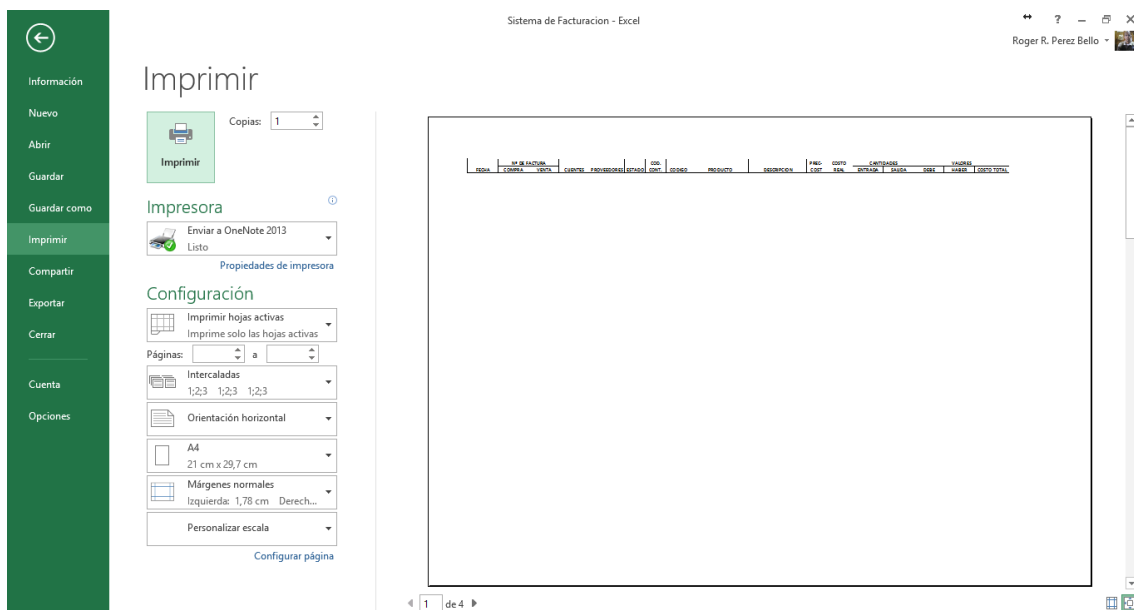 Sistema de Facturacion - Excel
?
Roger R. Perez Bello
Información
Nuevo
Abrir
Guardar
Guardar como
Imprimir
Compartir
Exportar
Cerrar
Cuenta
Opciones
Imprimir
Imprimir
Copias: 1
Impresora
Enviar a OneNote 2013
Listo
Propiedades de impresora
Configuración
Imprimir hojas activas
Imprime solo las hojas activas
Páginas: a
Intercaladas
1;2;3 1;2;3 1;2;3
Orientación horizontal
A4
21 cm x 29,7 cm
Márgenes normales
Izquierda: 1,78 cm Derech...
Personalizar escala
Configurar página
Nº DE FACTURA COD. PREC- COSTO CANTIDADES VALORES
FECHA COMPRA VENTA CLIENTES PROVEEDORES ESTADO CONT. CODIGO PRODUCTO DESCRIPCION COST REAL ENTRADA SALIDA DEBE HABER COSTO TOTAL
1 de 4